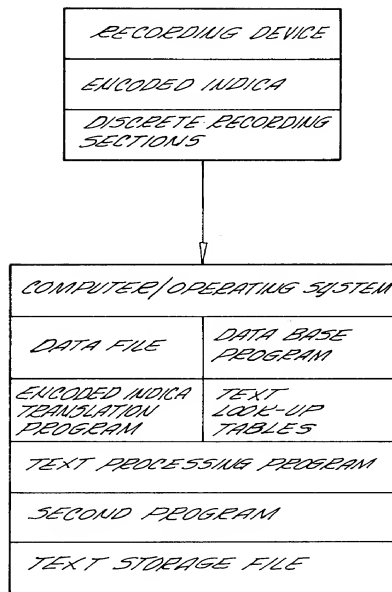 RECORDING DEVICE
ENCODED INDICA
DISCRETE RECORDING
SECTIONS
COMPUTER/OPERATING SYSTEM
DATA FILE
DATA BASE
PROGRAM
ENCODED INDICA
TRANSLATION
PROGRAM
TEXT
LOOK-UP
TABLES
TEXT PROCESSING PROGRAM
SECOND PROGRAM
TEXT STORAGE FILE